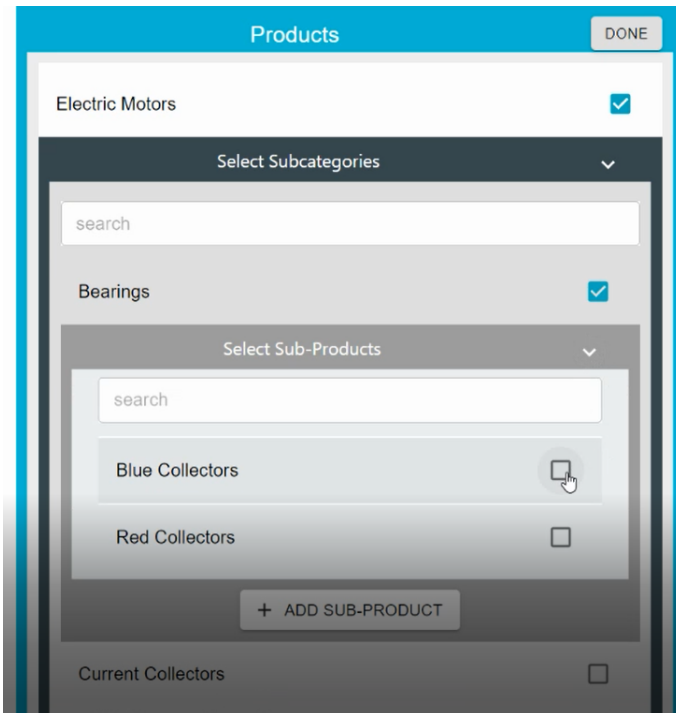 Products
DONE
Electric Motors
Select Subcategories
search
Bearings
Select Sub-Products
search
Blue Collectors
Red Collectors
+ ADD SUB-PRODUCT
Current Collectors